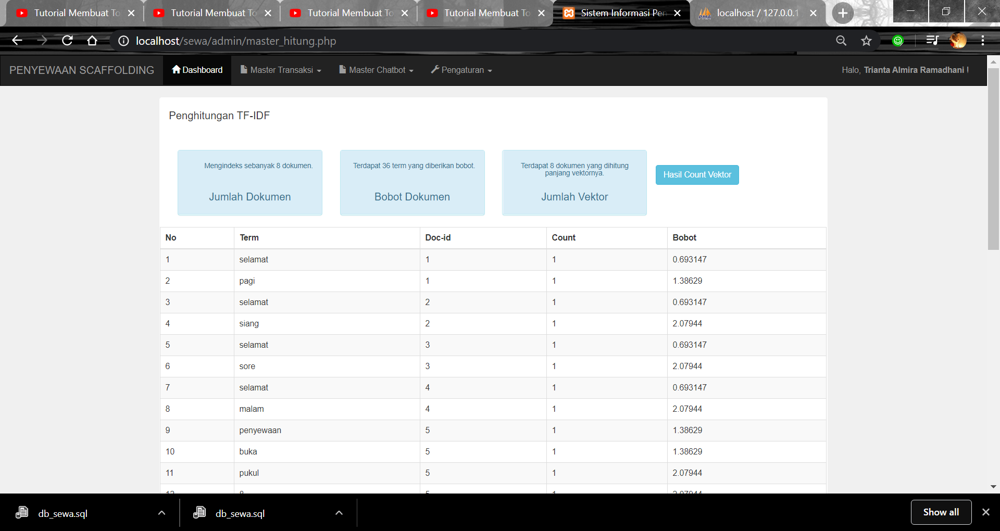 Tutorial Membuat To
Tutorial Membuat To
Tutorial Membuat To
Tutorial Membuat To
Sistem Informasi Pen
localhost / 127.0.0.1
localhost/sewa/admin/master_hitung.php
PENYEWAAN SCAFFOLDING
Dashboard
Master Transaksi
Master Chatbot
Pengaturan
Halo, Trianta Almira Ramadhani !
Penghitungan TF-IDF
Mengindeks sebanyak 8 dokumen.
Jumlah Dokumen
Terdapat 36 term yang diberikan bobot.
Bobot Dokumen
Terdapat 8 dokumen yang dihitung
panjang vektornya.
Jumlah Vektor
Hasil Count Vektor
No Term Doc-id Count Bobot
1 selamat 1 1 0.693147
2 pagi 1 1 1.38629
3 selamat 2 1 0.693147
4 siang 2 1 2.07944
5 selamat 3 1 0.693147
6 sore 3 1 2.07944
7 selamat 4 1 0.693147
8 malam 4 1 2.07944
9 penyewaan 5 1 1.38629
10 buka 5 1 1.38629
11 pukul 5 1 2.07944
12 8 5 1 2.07944
db_sewa.sql
db_sewa.sql
Show all